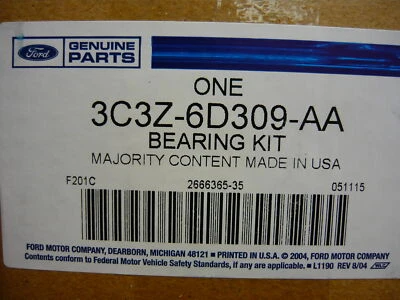 Ford
GENUINE
PARTS
ONE
3C3Z-6D309-AA
BEARING KIT
MAJORITY CONTENT MADE IN USA
F201C 2666365-35 051115
FORD MOTOR COMPANY, DEARBORN, MICHIGAN 48121 ■ PRINTED IN U.S.A. © 2004, FORD MOTOR COMPANY
Contents conform to Federal Motor Vehicle Safety Standards, if any are applicable. ■ L1190 REV 8/04